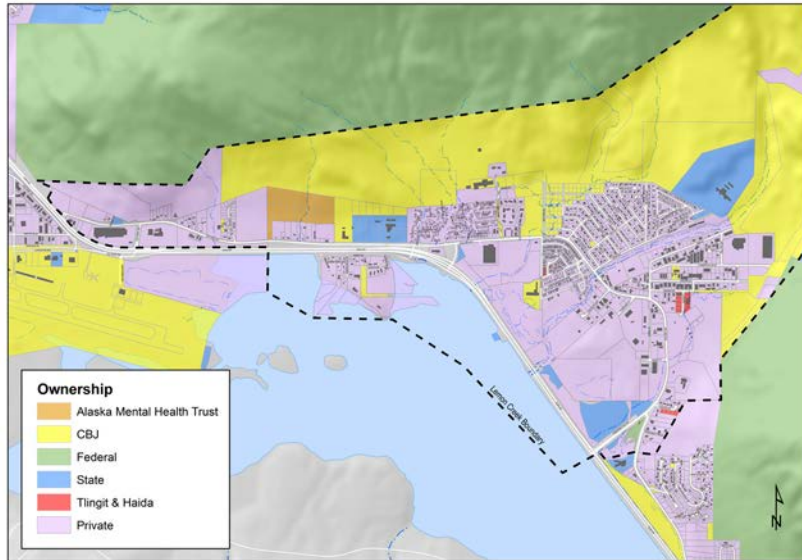 Lemon Creek Boundary
Ownership
Alaska Mental Health Trust
CBJ
Federal
State
Tlingit & Haida
Private
N